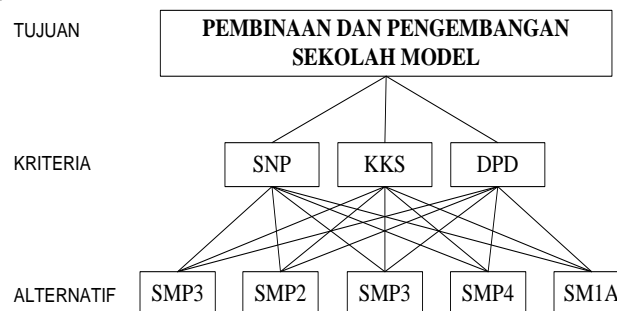 TUJUAN
PEMBINAAN DAN PENGEMBANGAN
SEKOLAH MODEL
KRITERIA
SNP
KKS
DPD
ALTERNATIF
SMP3
SMP2
SMP3
SMP4
SM1A